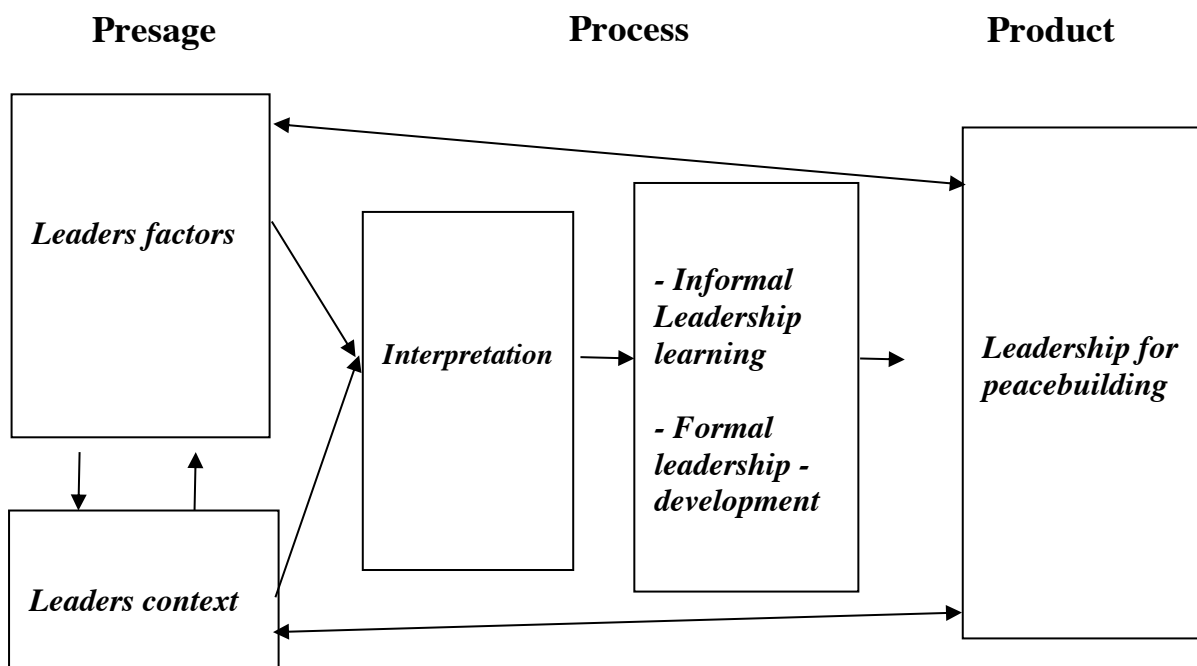 Presage
Process
Product
Leaders factors
Leaders context
Interpretation
- Informal
Leadership
learning
- Formal
leadership -
development
Leadership for
peacebuilding